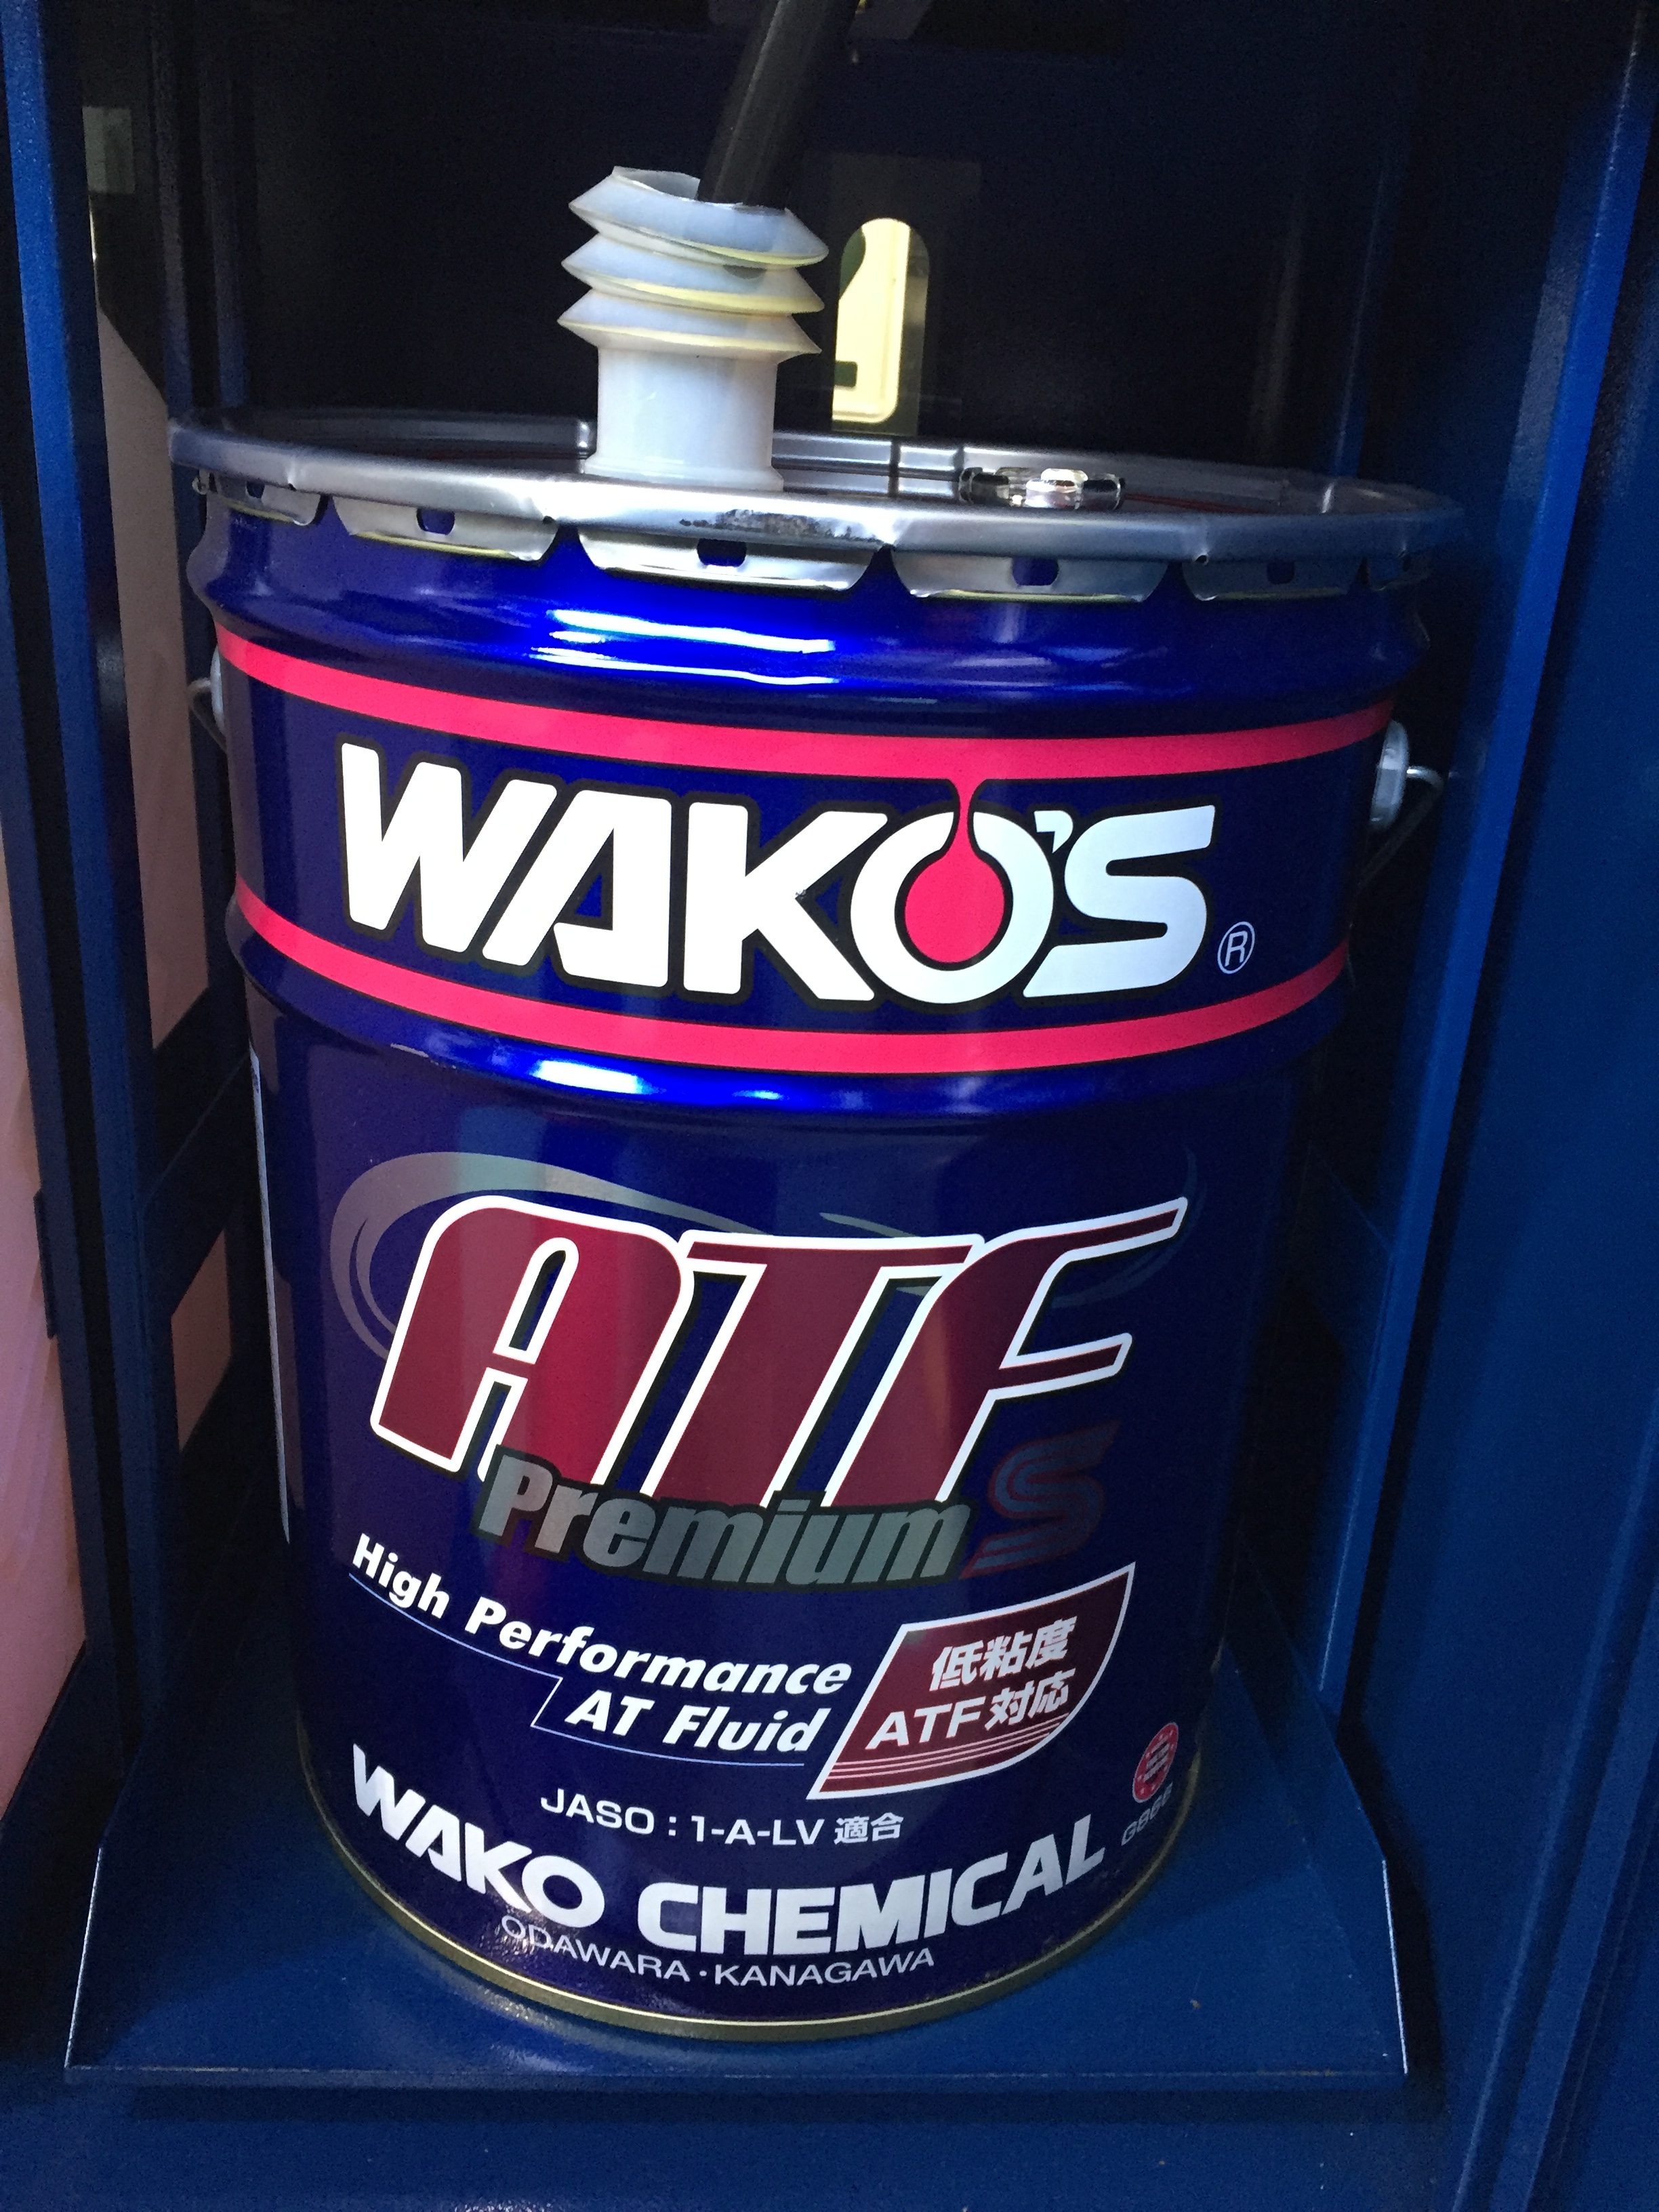 WAKO'S®
ATF
Premium S
High Performance
AT Fluid
低粘度
ATF対応
JASO : 1-A-LV 適合
WAKO CHEMICAL
ODAWARA・KANAGAWA